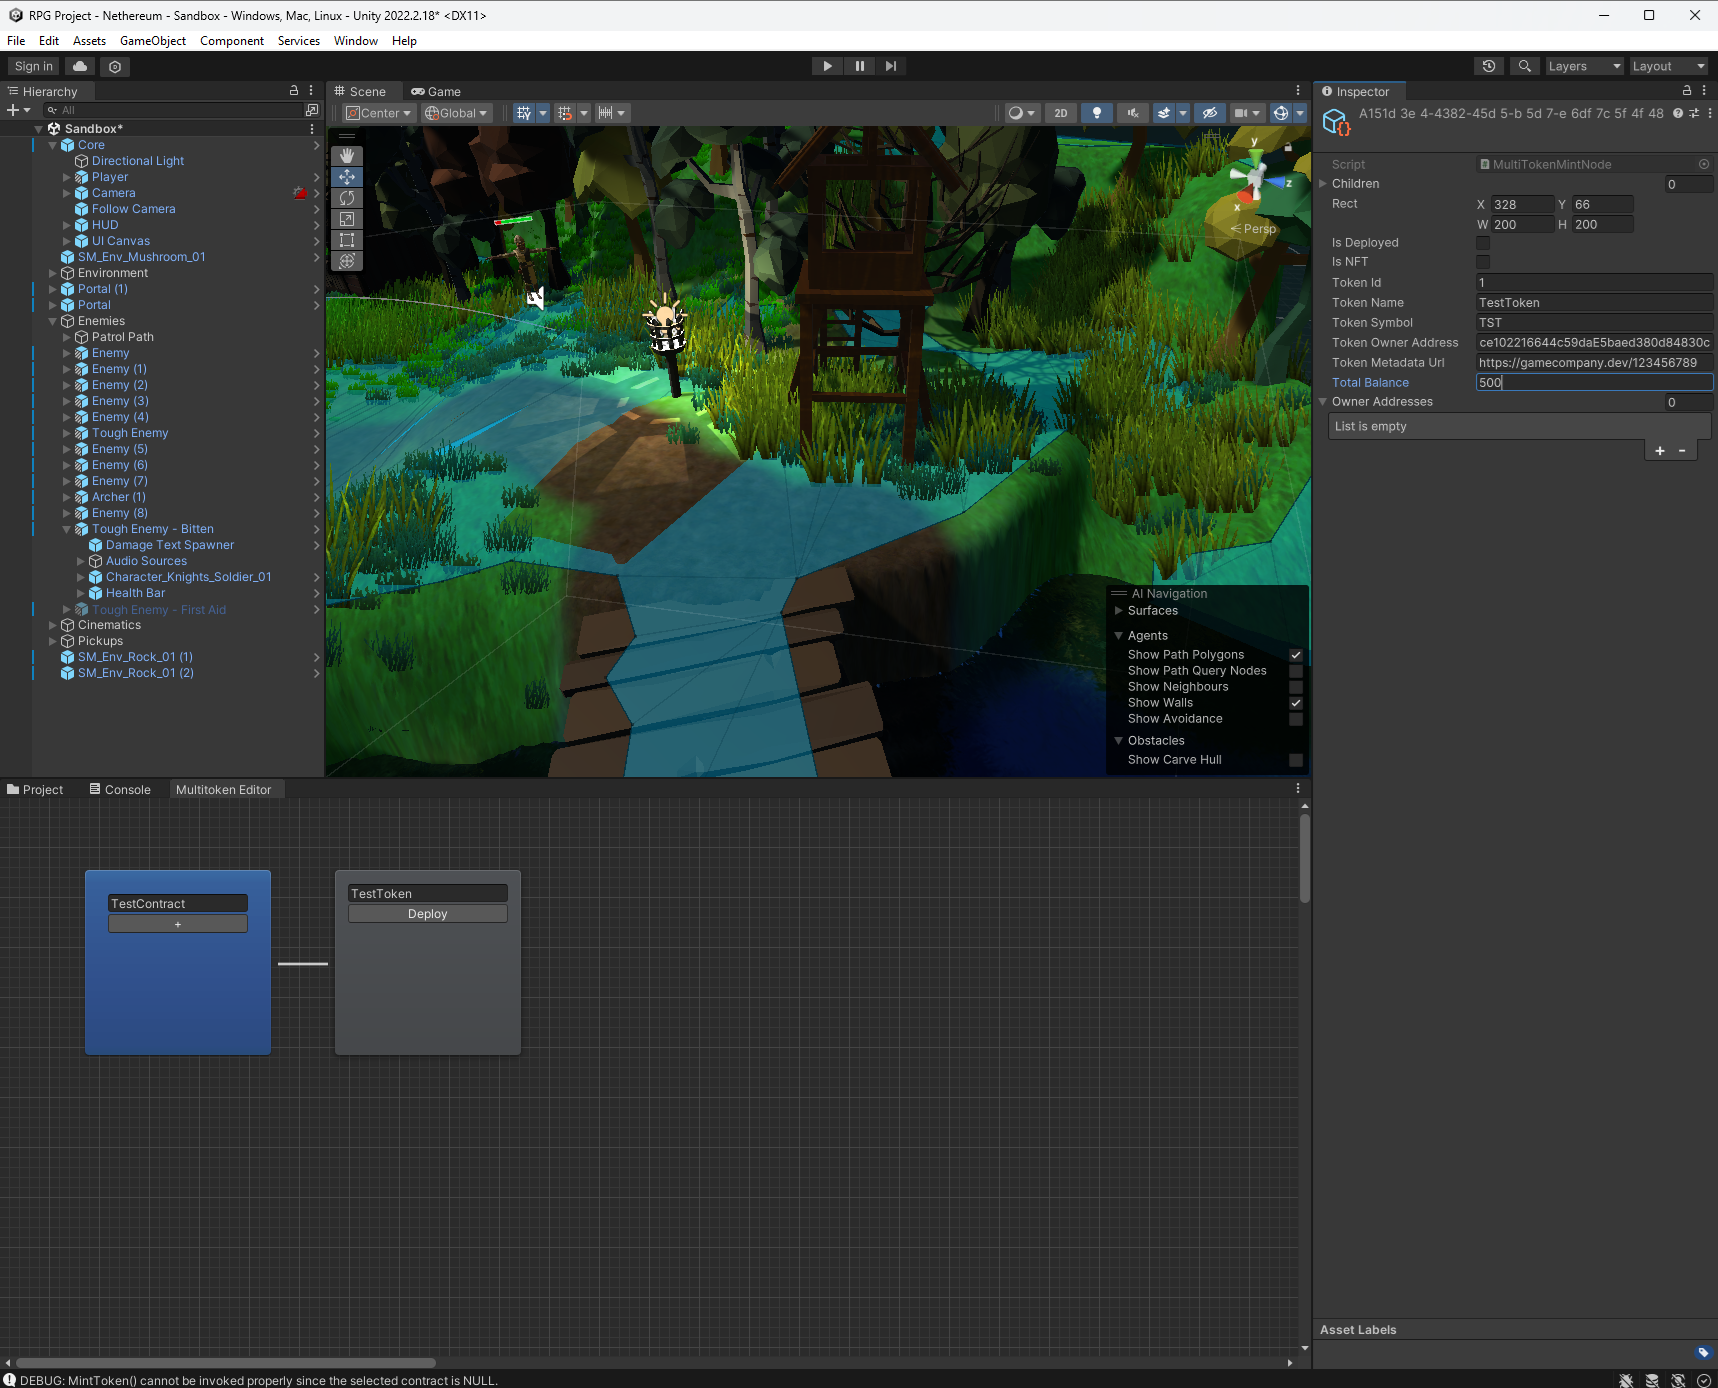 RPG Project - Nethereum - Sandbox - Windows, Mac, Linux - Unity 2022.2.18* <DX11>
File Edit Assets GameObject Component Services Window Help
Sign in
Layers Layout
Hierarchy
All
Sandbox*
Core
Directional Light
Player
Camera
Follow Camera
HUD
UI Canvas
SM_Env_Mushroom_01
Environment
Portal (1)
Portal
Enemies
Patrol Path
Enemy
Enemy (1)
Enemy (2)
Enemy (3)
Enemy (4)
Tough Enemy
Enemy (5)
Enemy (6)
Enemy (7)
Archer (1)
Enemy (8)
Tough Enemy - Bitten
Damage Text Spawner
Audio Sources
Character_Knights_Soldier_01
Health Bar
Tough Enemy - First Aid
Cinematics
Pickups
SM_Env_Rock_01 (1)
SM_Env_Rock_01 (2)
Scene Game
Center Global 2D
y
z
x
Persp
AI Navigation
Surfaces
Agents
Show Path Polygons
Show Path Query Nodes
Show Neighbours
Show Walls
Show Avoidance
Obstacles
Show Carve Hull
Inspector
A151d 3e 4-4382-45d 5-b 5d 7-e 6df 7c 5f 4f 48
Script MultiTokenMintNode
Children 0
Rect X 328 Y 66
W 200 H 200
Is Deployed
Is NFT
Token Id 1
Token Name TestToken
Token Symbol TST
Token Owner Address ce102216644c59daE5baed380d84830c
Token Metadata Url https://gamecompany.dev/123456789
Total Balance 500
Owner Addresses 0
List is empty
+ -
Asset Labels
Project Console Multitoken Editor
TestContract
+
TestToken
Deploy
DEBUG: MintToken() cannot be invoked properly since the selected contract is NULL.